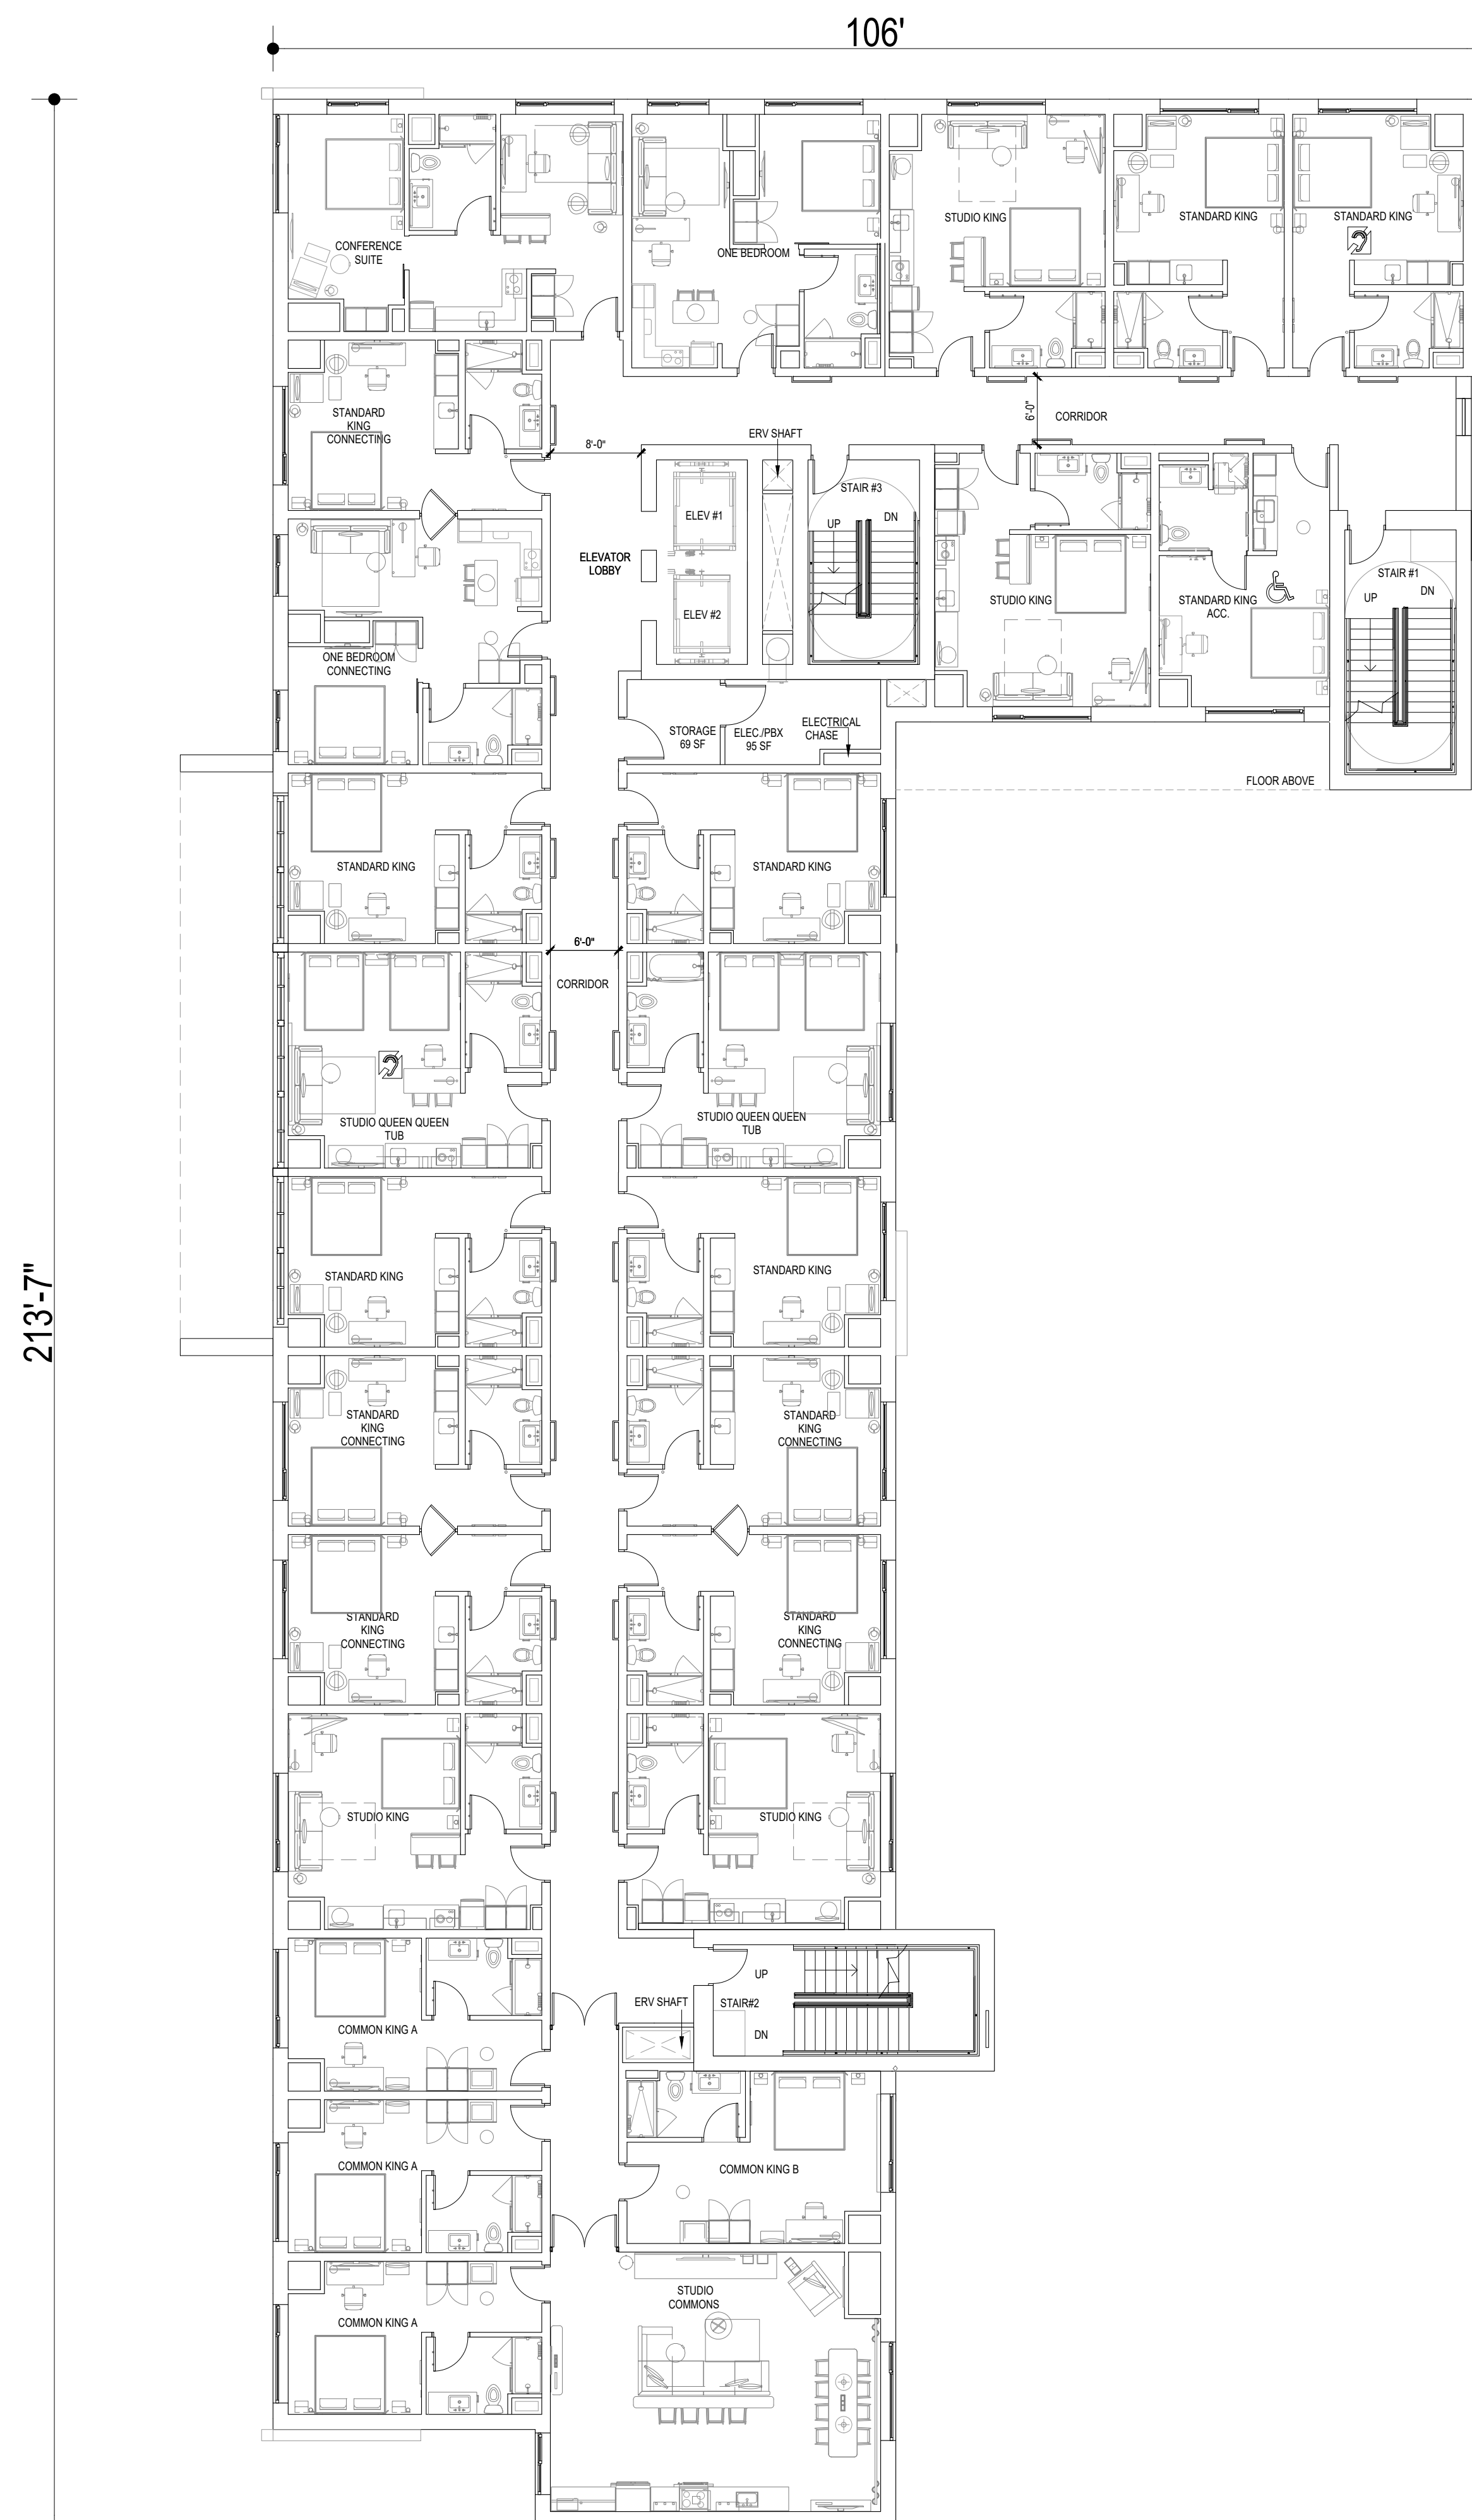 106'
213'-7"
CONFERENCE
SUITE
ONE BEDROOM
STUDIO KING
STANDARD KING
STANDARD KING
STANDARD
KING
CONNECTING
8'-0"
ERV SHAFT
6'-0"
CORRIDOR
ELEV #1
ELEVATOR
LOBBY
ELEV #2
STAIR #3
UP
DN
STUDIO KING
STANDARD KING
ACC.
STAIR #1
UP
DN
ONE BEDROOM
CONNECTING
STORAGE
69 SF
ELEC./PBX
95 SF
ELECTRICAL
CHASE
FLOOR ABOVE
STANDARD KING
STANDARD KING
6'-0"
CORRIDOR
STUDIO QUEEN QUEEN
TUB
STUDIO QUEEN QUEEN
TUB
STANDARD KING
STANDARD KING
STANDARD
KING
CONNECTING
STANDARD
KING
CONNECTING
STANDARD
KING
CONNECTING
STANDARD
KING
CONNECTING
STUDIO KING
STUDIO KING
COMMON KING A
ERV SHAFT
UP
STAIR#2
DN
COMMON KING A
COMMON KING B
COMMON KING A
STUDIO
COMMONS